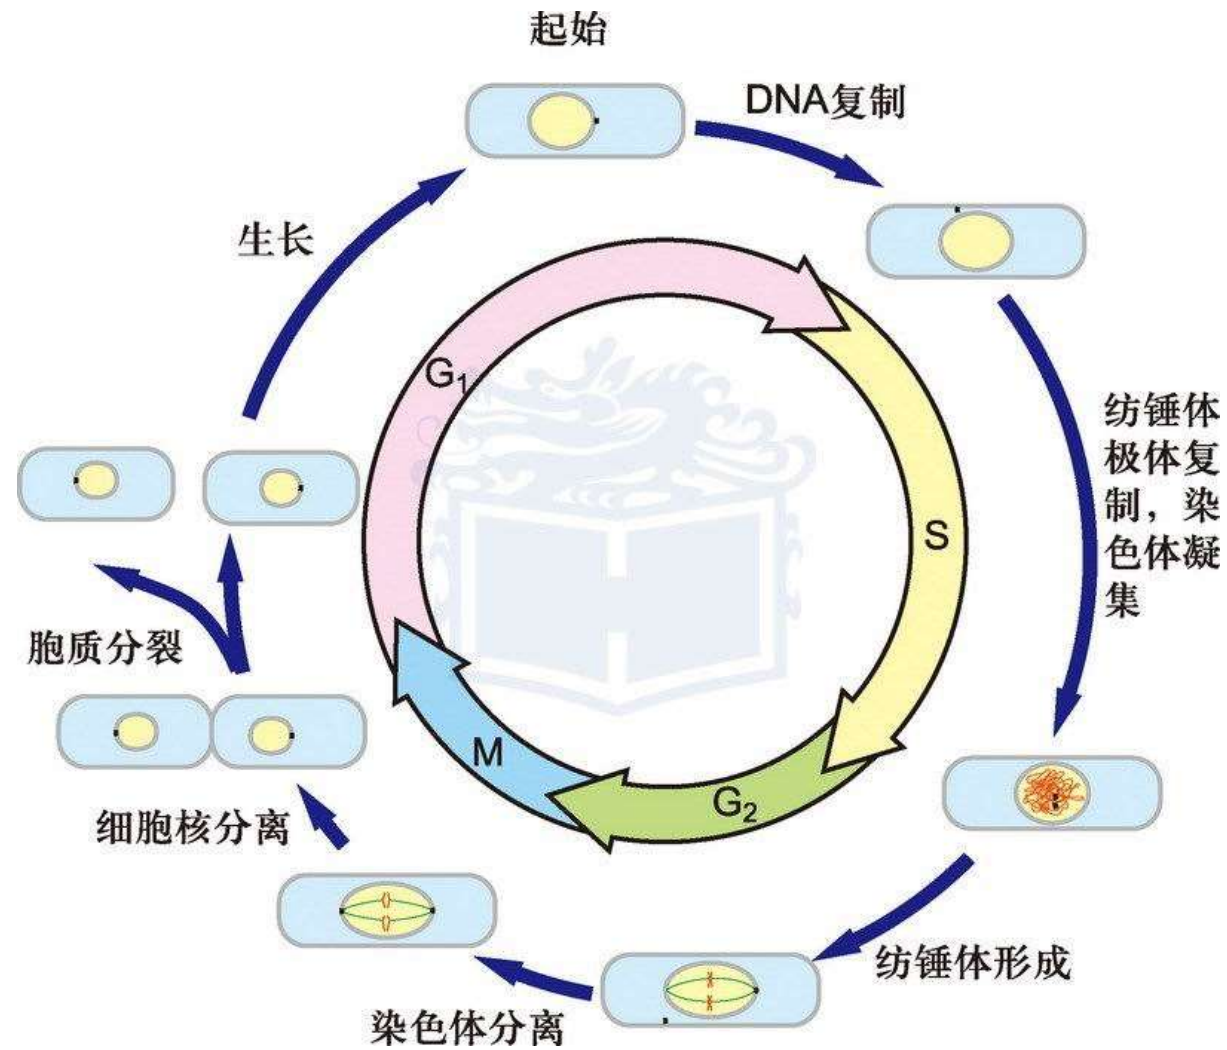 起始
DNA复制
生长
G₁
纺锤体
极体复
制，染
色体凝
集
S
胞质分裂
M
G₂
细胞核分离
纺锤体形成
染色体分离